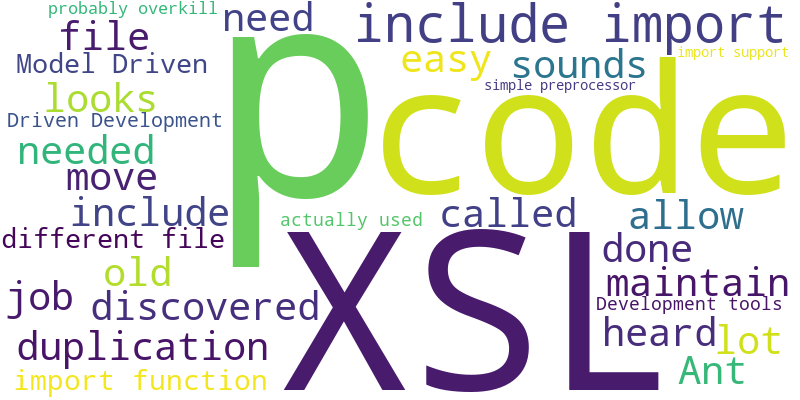 probably overkill
need
include import
file
Model Driven
easy
sounds
import support
looks
simple preprocessor
p
code
Driven Development
needed
move
include
actually used
called
allow
different file
XSL
done
old
maintain
job
discovered
Development tools
heard
lot
duplication
Ant
import function